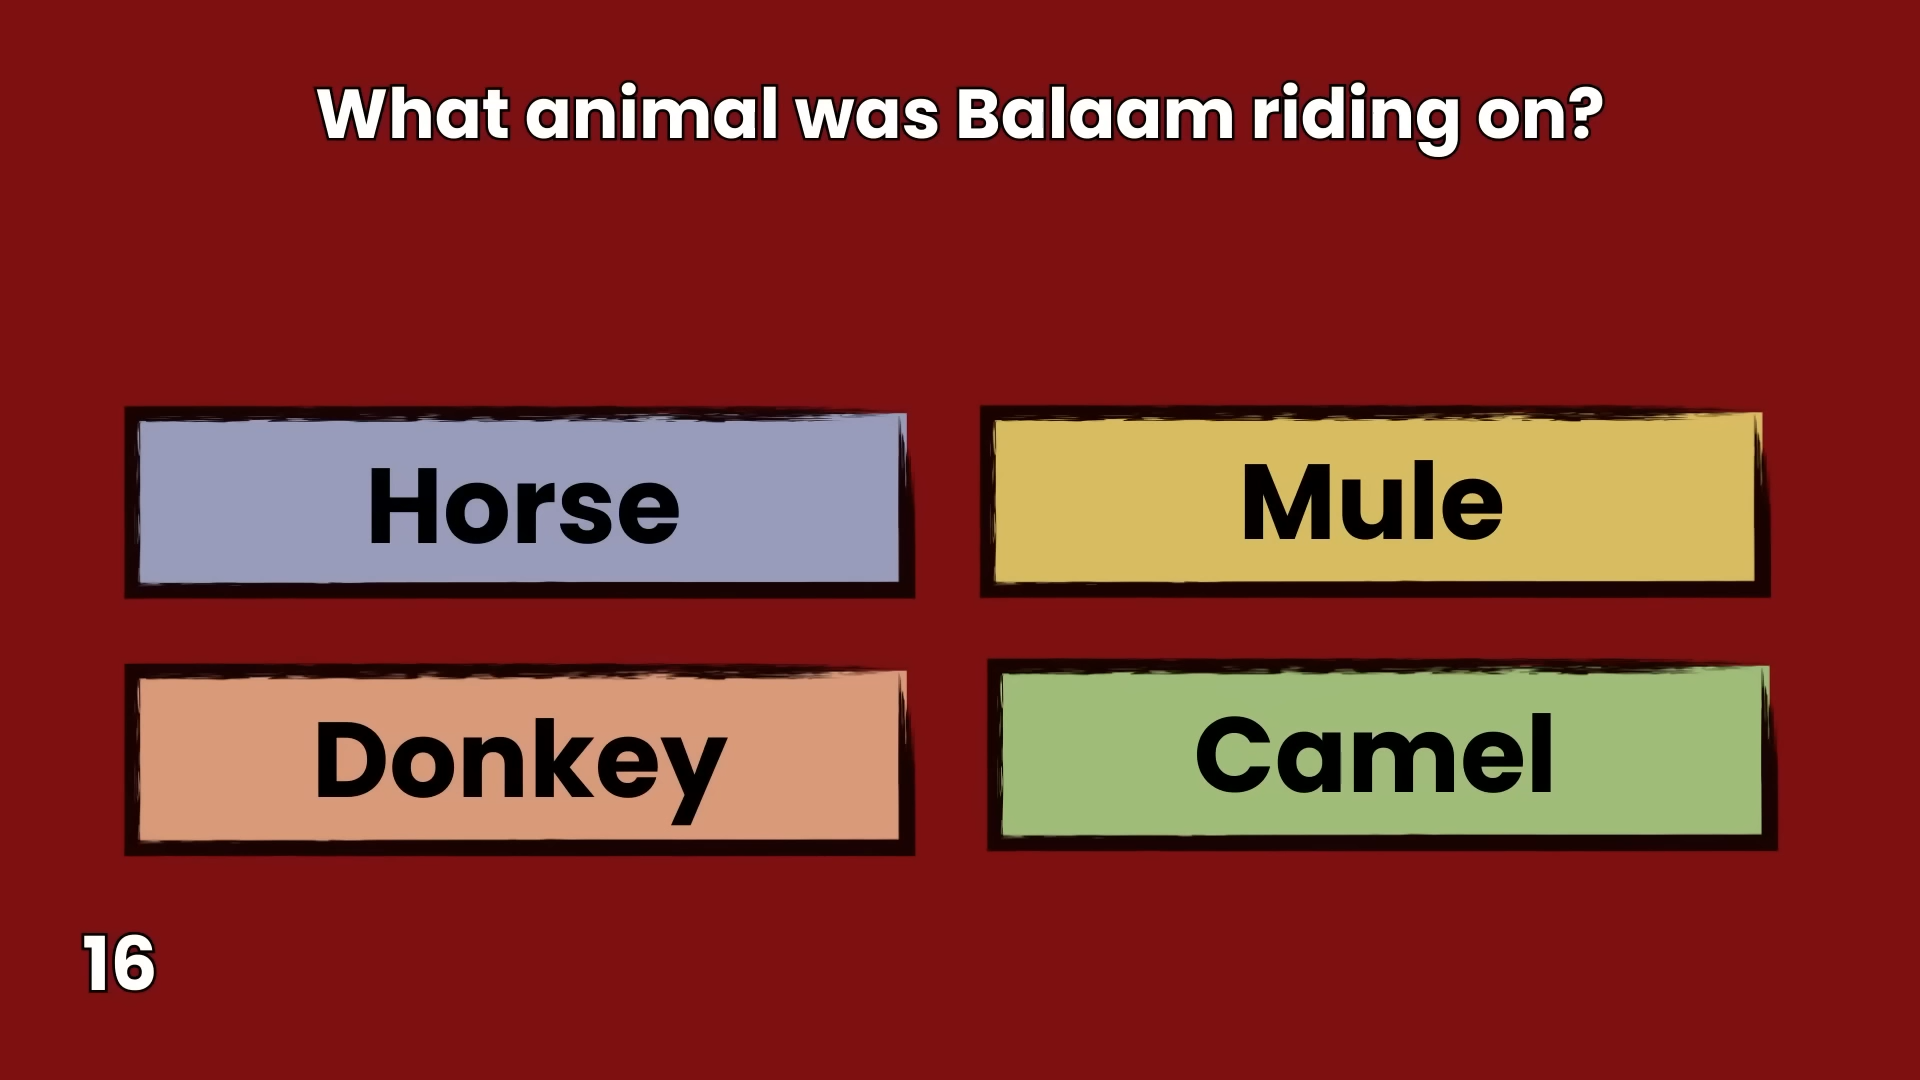 What animal was Balaam riding on?
Horse
Mule
Donkey
Camel
16